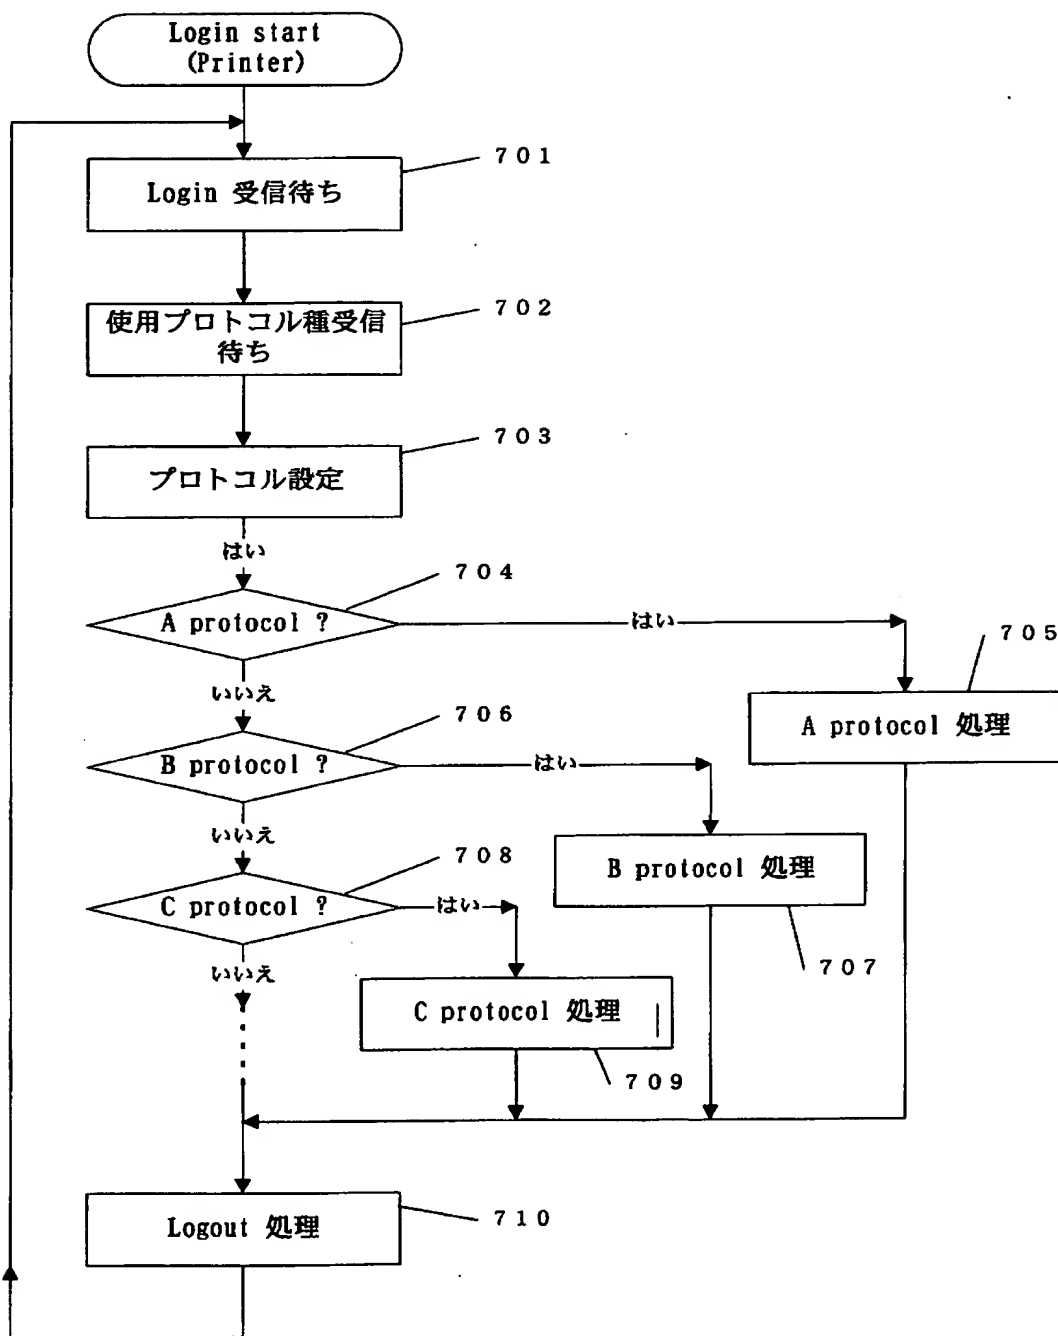 Login start
(Printer)
７０１
Login 受信待ち
７０２
使用プロトコル種受信
待ち
７０３
プロトコル設定
はい
７０４
A protocol ?
はい
７０５
いいえ
A protocol 処理
７０６
B protocol ?
はい
いいえ
B protocol 処理
７０８
C protocol ?
はい
７０７
いいえ
C protocol 処理
７０９
７１０
Logout 処理